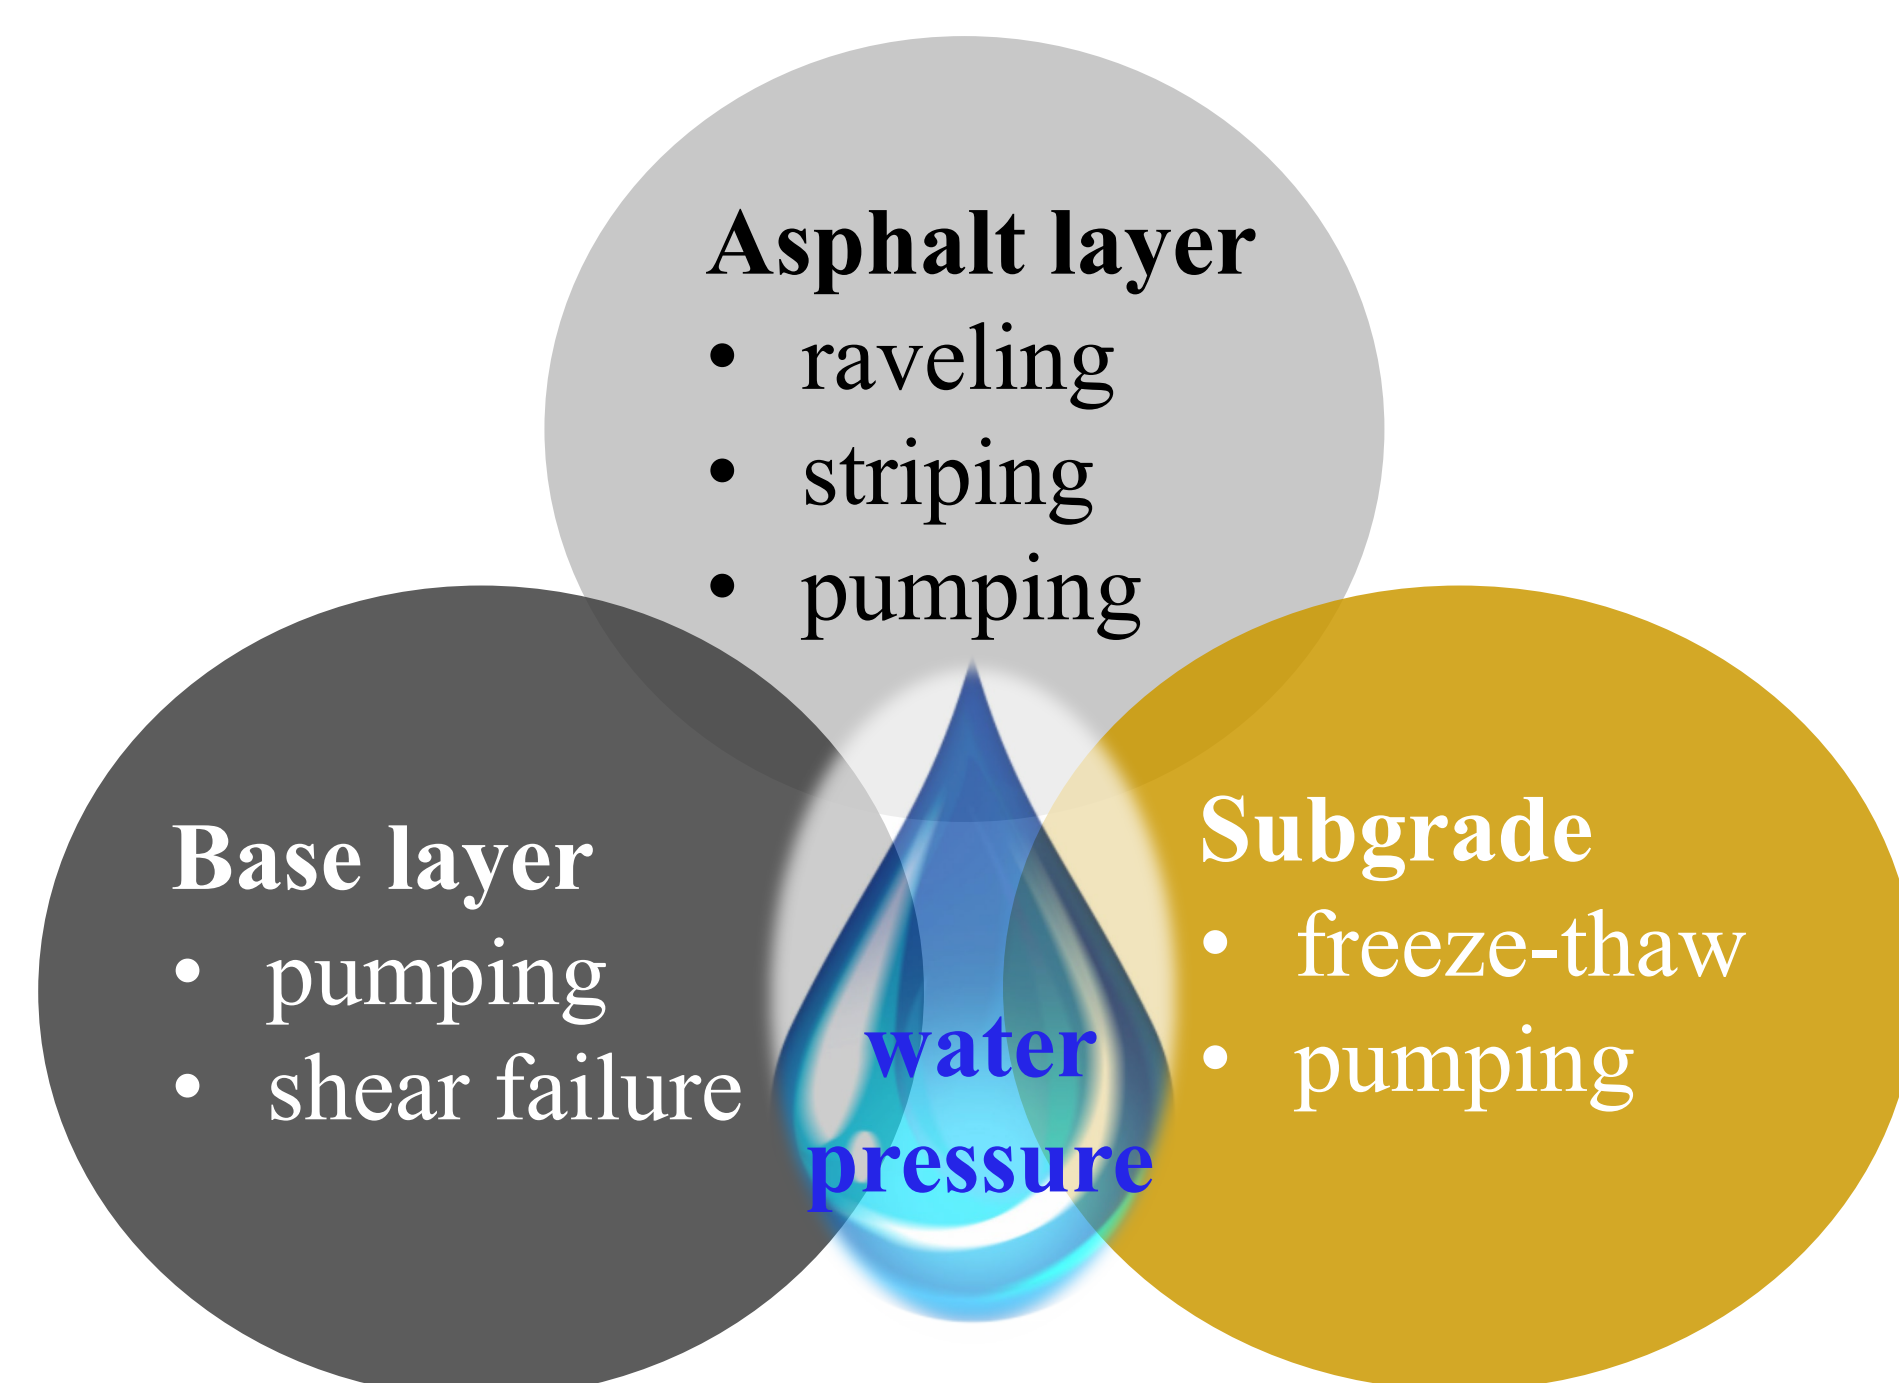 Asphalt layer
• raveling
• striping
• pumping
Base layer
• pumping
• shear failure
water
pressure
Subgrade
• freeze-thaw
• pumping